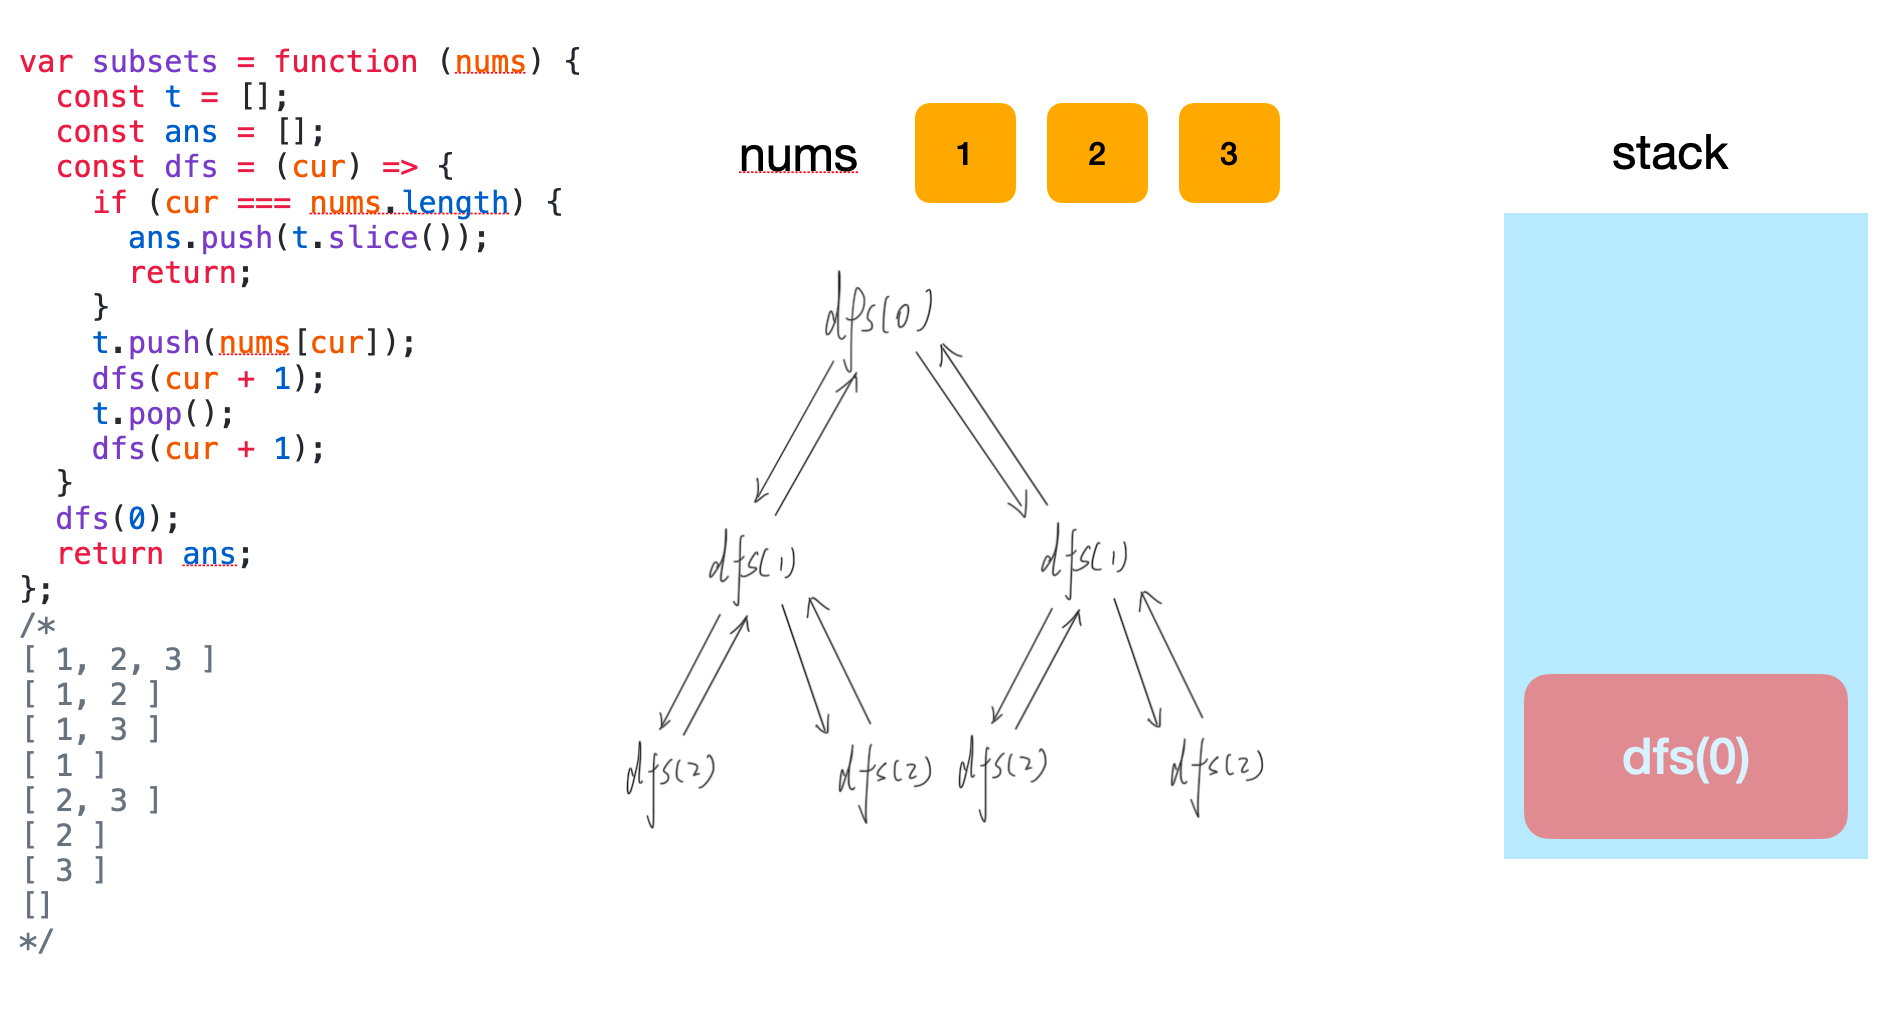 var subsets = function (nums) {
  const t = [];
  const ans = [];
  const dfs = (cur) => {
    if (cur === nums.length) {
      ans.push(t.slice());
      return;
    }
    t.push(nums[cur]);
    dfs(cur + 1);
    t.pop();
    dfs(cur + 1);
  }
  dfs(0);
  return ans;
};
/*
[ 1, 2, 3 ]
[ 1, 2 ]
[ 1, 3 ]
[ 1 ]
[ 2, 3 ]
[ 2 ]
[ 3 ]
[]
*/
nums 1 2 3
dfs(0)
dfs(1) dfs(1)
dfs(2) dfs(2) dfs(2) dfs(2)
stack
dfs(0)